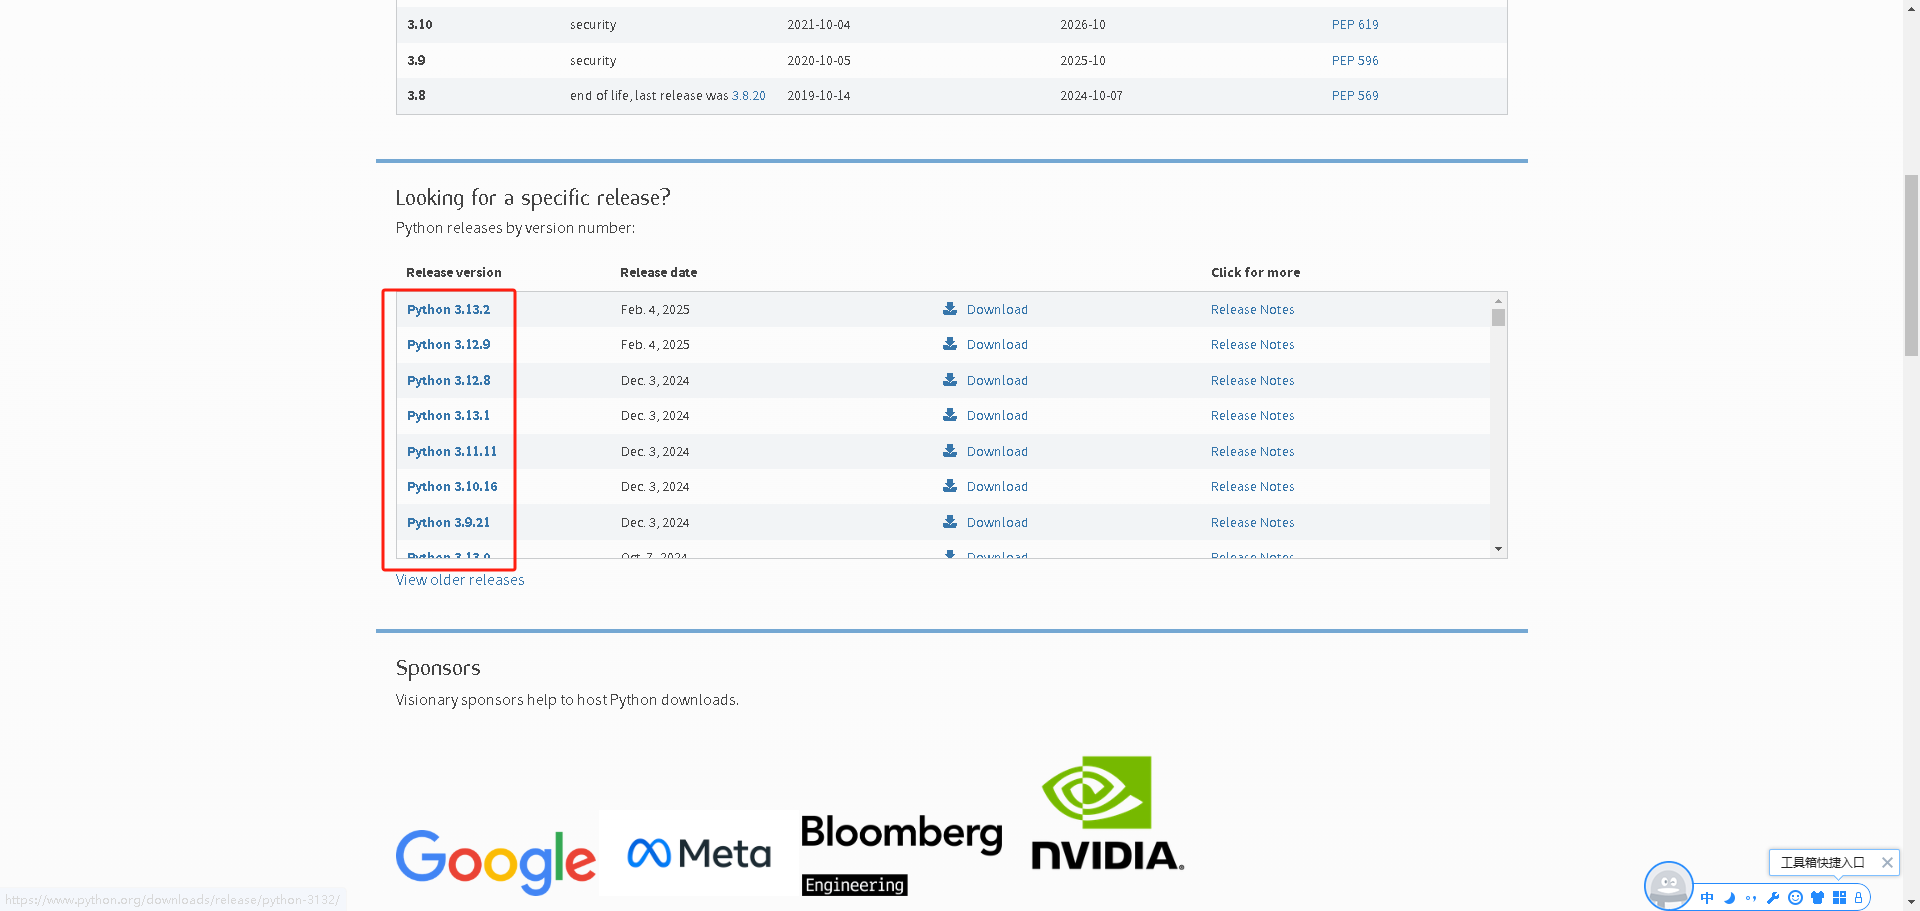 3.10 security 2021-10-04 2026-10 PEP 619
3.9 security 2020-10-05 2025-10 PEP 596
3.8 end of life, last release was 3.8.20 2019-10-14 2024-10-07 PEP 569
Looking for a specific release?
Python releases by version number:
Release version Release date Click for more
Python 3.13.2 Feb. 4, 2025 Download Release Notes
Python 3.12.9 Feb. 4, 2025 Download Release Notes
Python 3.12.8 Dec. 3, 2024 Download Release Notes
Python 3.13.1 Dec. 3, 2024 Download Release Notes
Python 3.11.11 Dec. 3, 2024 Download Release Notes
Python 3.10.16 Dec. 3, 2024 Download Release Notes
Python 3.9.21 Dec. 3, 2024 Download Release Notes
Python 3.13.0 Oct. 7, 2024 Download Release Notes
View older releases
Sponsors
Visionary sponsors help to host Python downloads.
Google
Meta
Bloomberg
Engineering
NVIDIA.
工具箱快捷入口
中
https://www.python.org/downloads/release/python-3132/